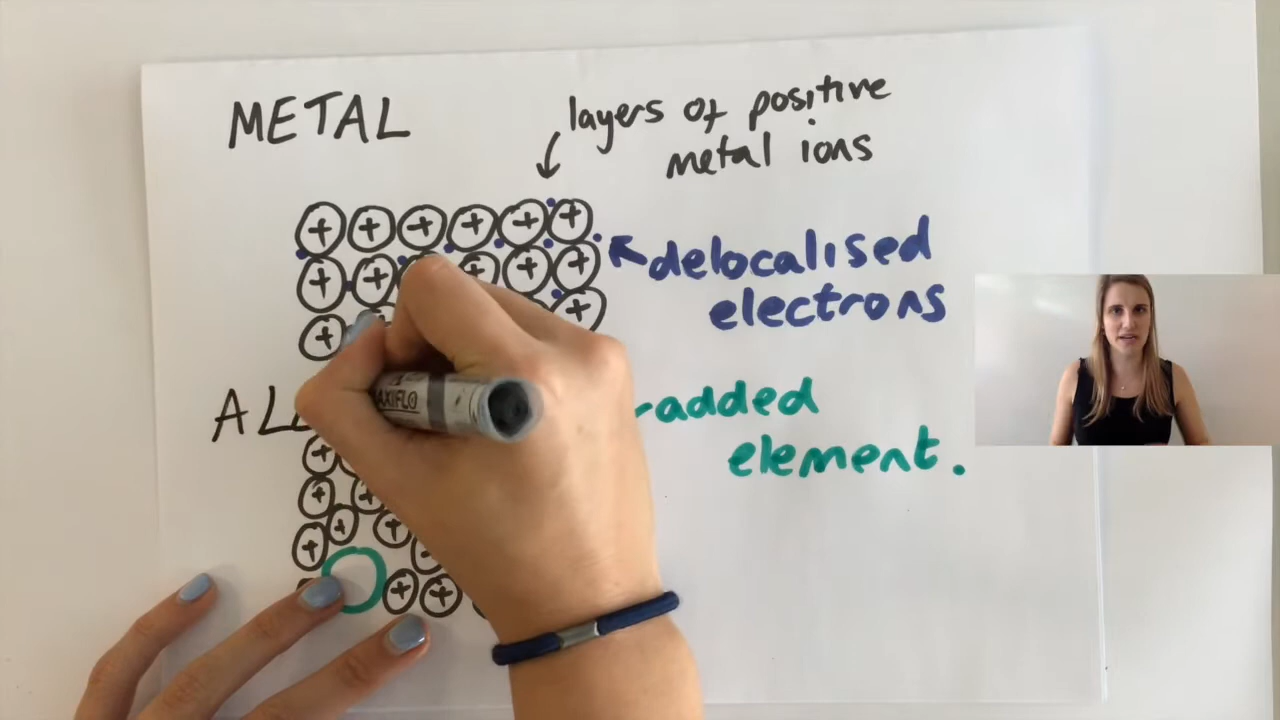 METAL
layers of positive
metal ions
+ + + + + +
delocalised
electrons
added
element.